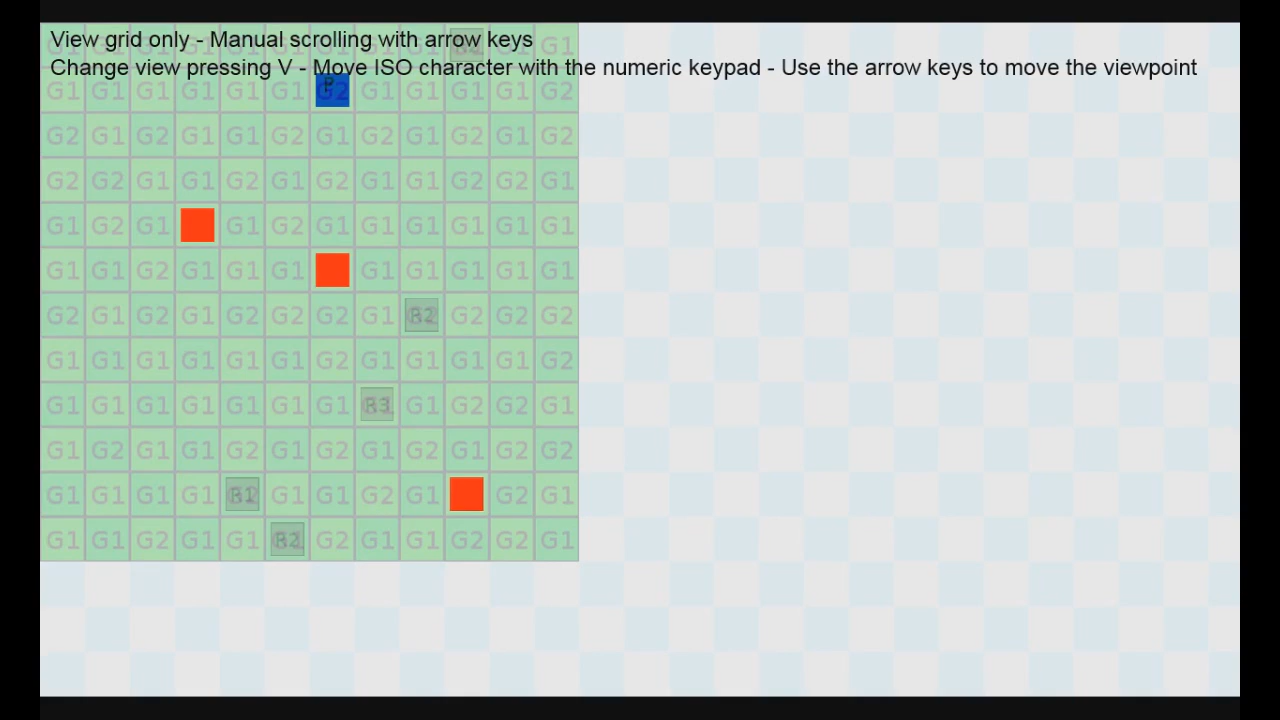 View grid only - Manual scrolling with arrow keys
Change view pressing V - Move ISO character with the numeric keypad - Use the arrow keys to move the viewpoint
G1 G1 G1 G1 G1 G1 P G2 G1 G1 G1 G1 G2
G2 G1 G2 G1 G1 G2 G1 G2 G1 G2 G1 G2
G2 G2 G1 G1 G2 G1 G2 G1 G1 G2 G2 G1
G1 G2 G1 G1 G2 G1 G1 G1 G1 G1 G1
G1 G1 G2 G1 G1 G1 G1 G1 G1 G1 G1
G2 G1 G2 G1 G2 G2 G2 G1 R2 G2 G2 G2
G1 G1 G1 G1 G1 G1 G2 G1 G1 G1 G1 G2
G1 G1 G1 G1 G1 G1 G1 R3 G1 G2 G2 G1
G1 G2 G1 G1 G2 G1 G2 G1 G2 G1 G2 G2
G1 G1 G1 G1 R1 G1 G1 G2 G1 G2 G1
G1 G1 G2 G1 G1 R2 G2 G1 G1 G2 G2 G1